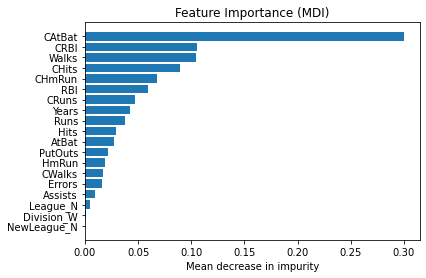 Feature Importance (MDI)
CAtBat
CRBI
Walks
CHits
CHmRun
RBI
CRuns
Years
Runs
Hits
AtBat
PutOuts
HmRun
CWalks
Errors
Assists
League_N
Division_W
NewLeague_N
0.00 0.05 0.10 0.15 0.20 0.25 0.30
Mean decrease in impurity